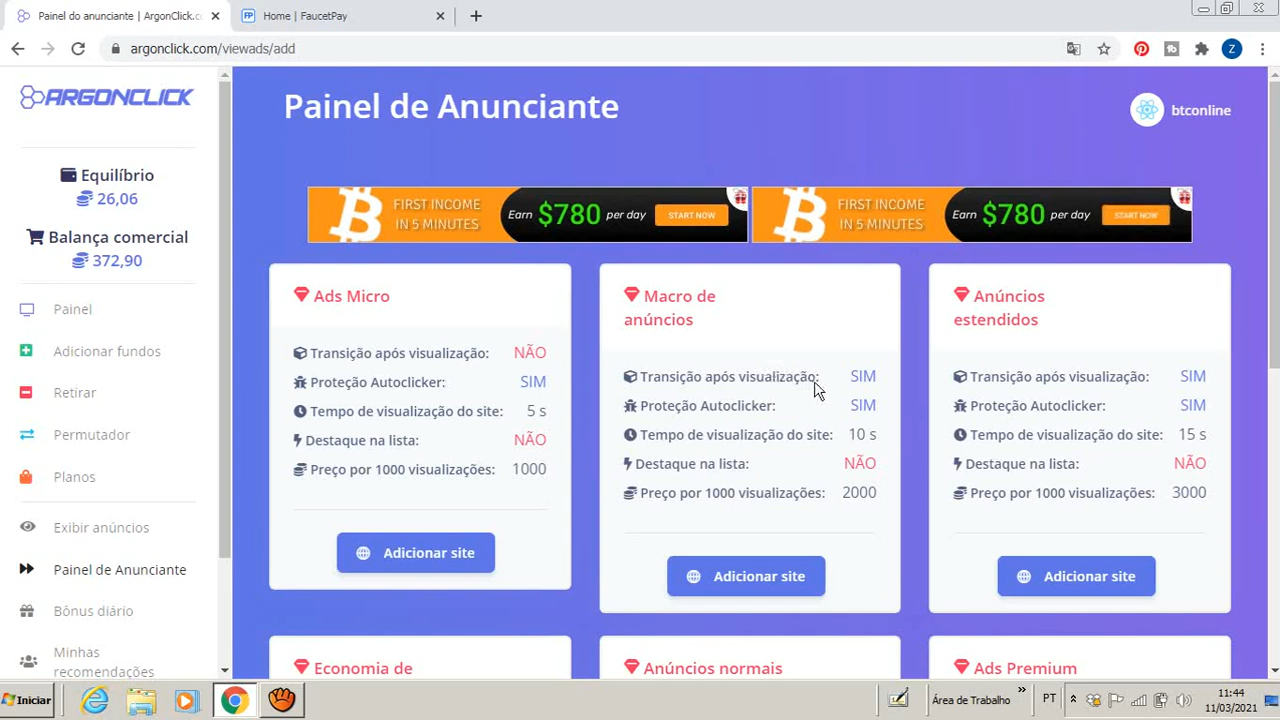 Painel do anunciante | ArgonClick.c
Home | FaucetPay
argonclick.com/viewads/add
Z
ARGONCLICK
Equilíbrio
26,06
Balança comercial
372,90
Painel
Adicionar fundos
Retirar
Permutador
Planos
Exibir anúncios
Painel de Anunciante
Bônus diário
Minhas
recomendações
Painel de Anunciante
btconline
FIRST INCOME
IN 5 MINUTES
Earn $780 per day
START NOW
FIRST INCOME
IN 5 MINUTES
Earn $780 per day
START NOW
Ads Micro
Transição após visualização: NÃO
Proteção Autoclicker: SIM
Tempo de visualização do site: 5 s
Destaque na lista: NÃO
Preço por 1000 visualizações: 1000
Adicionar site
Macro de
anúncios
Transição após visualização: SIM
Proteção Autoclicker: SIM
Tempo de visualização do site: 10 s
Destaque na lista: NÃO
Preço por 1000 visualizações: 2000
Adicionar site
Anúncios
estendidos
Transição após visualização: SIM
Proteção Autoclicker: SIM
Tempo de visualização do site: 15 s
Destaque na lista: NÃO
Preço por 1000 visualizações: 3000
Adicionar site
Economia de
Anúncios normais
Ads Premium
Iniciar
Área de Trabalho
PT
11:44
11/03/2021